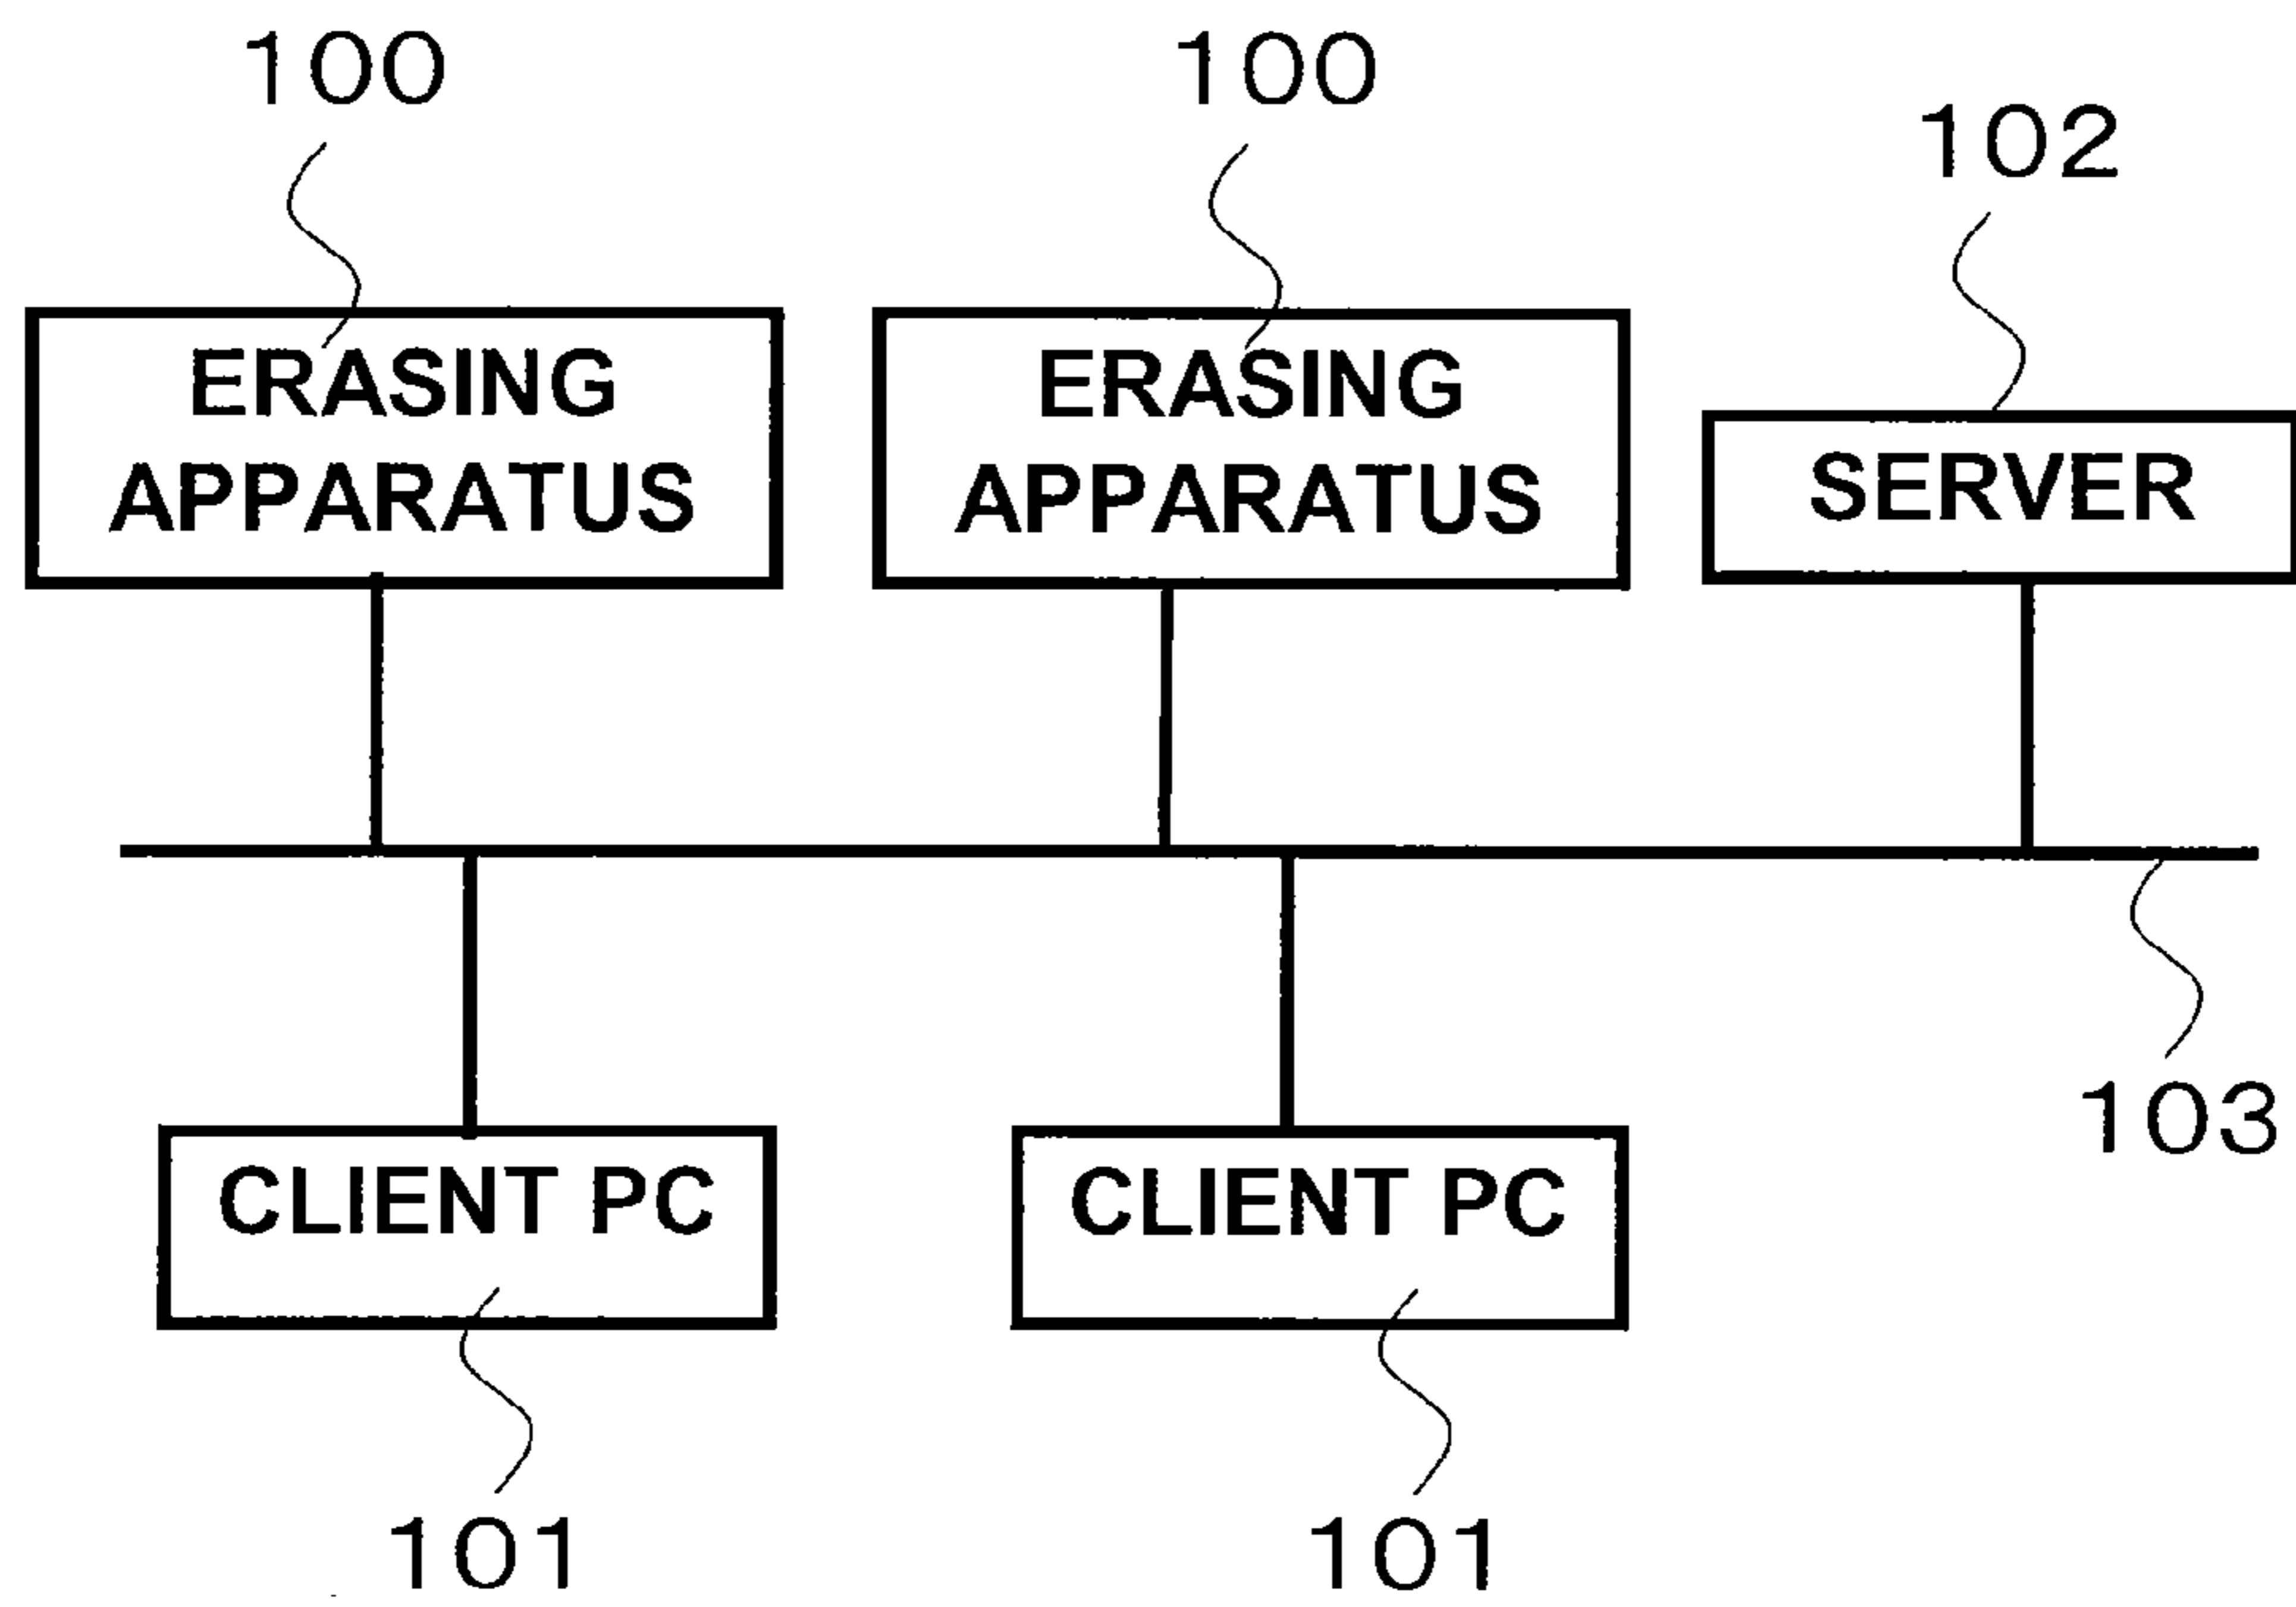 100
100
102
ERASING
APPARATUS
ERASING
APPARATUS
SERVER
103
CLIENT PC
CLIENT PC
101
101